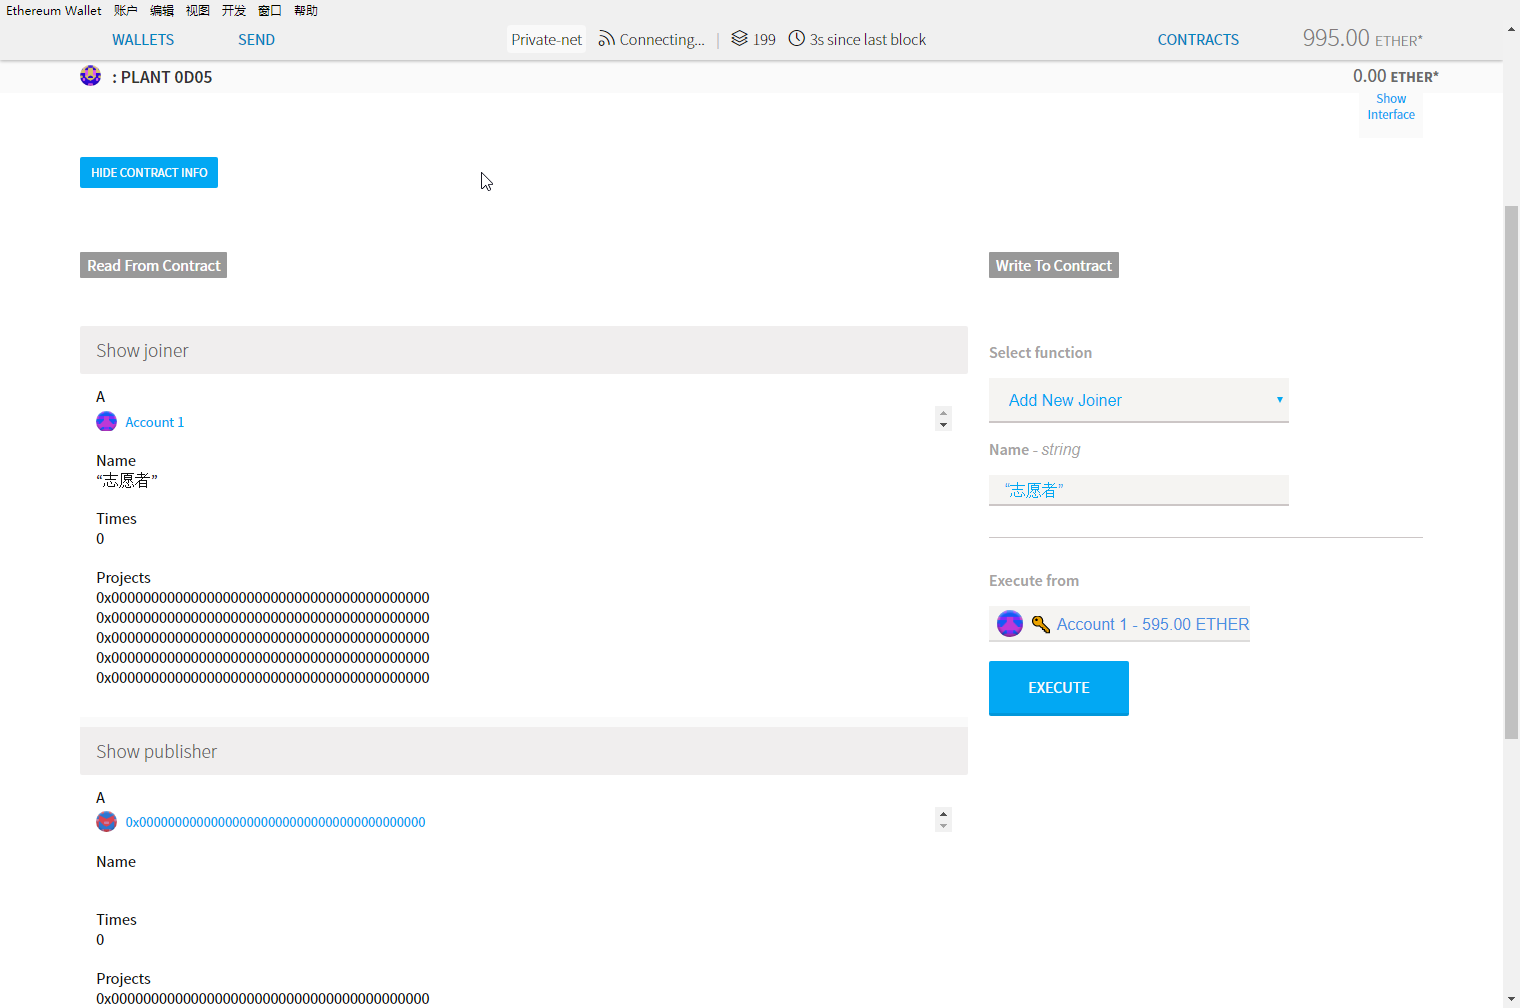 Ethereum Wallet 账户 编辑 视图 开发 窗口 帮助
WALLETS SEND Private-net Connecting... | 199 3s since last block CONTRACTS 995.00 ETHER*
: PLANT 0D05 0.00 ETHER*
Show
Interface
HIDE CONTRACT INFO
Read From Contract
Show joiner
A
Account 1
Name
“志愿者”
Times
0
Projects
0x0000000000000000000000000000000000000000
0x0000000000000000000000000000000000000000
0x0000000000000000000000000000000000000000
0x0000000000000000000000000000000000000000
0x0000000000000000000000000000000000000000
Show publisher
A
0x0000000000000000000000000000000000000000
Name
Times
0
Projects
0x0000000000000000000000000000000000000000
Write To Contract
Select function
Add New Joiner
Name - string
“志愿者”
Execute from
Account 1 - 595.00 ETHER
EXECUTE